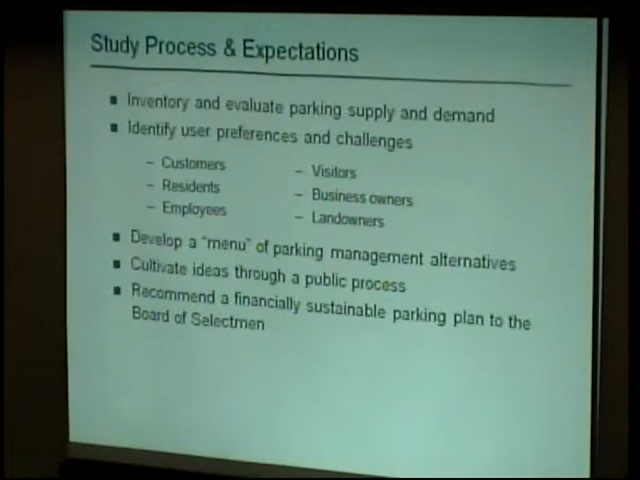 Study Process & Expectations
■ Inventory and evaluate parking supply and demand
■ Identify user preferences and challenges
– Customers
– Residents
– Employees
– Visitors
– Business owners
– Landowners
■ Develop a "menu" of parking management alternatives
■ Cultivate ideas through a public process
■ Recommend a financially sustainable parking plan to the
Board of Selectmen